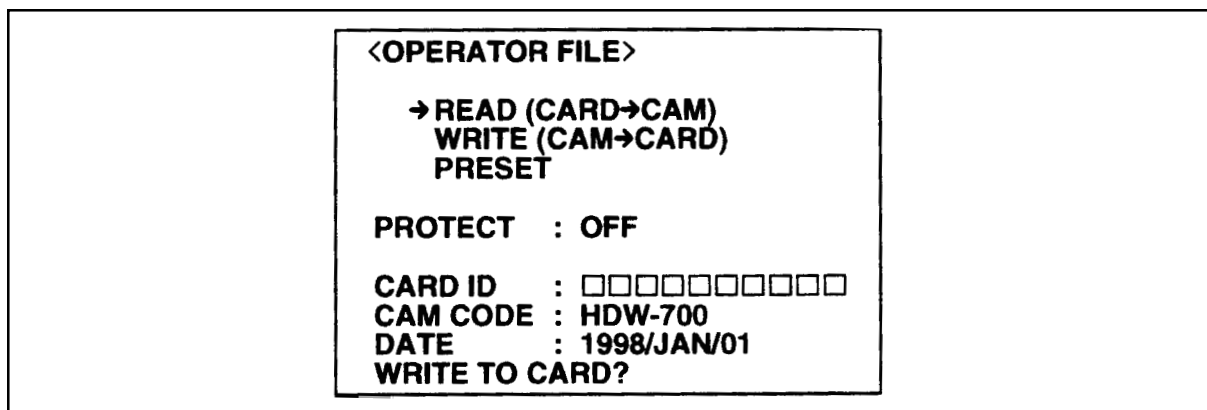 <OPERATOR FILE>
→READ (CARD→CAM)
WRITE (CAM→CARD)
PRESET
PROTECT : OFF
CARD ID : □□□□□□□□□□
CAM CODE : HDW-700
DATE : 1998/JAN/01
WRITE TO CARD?